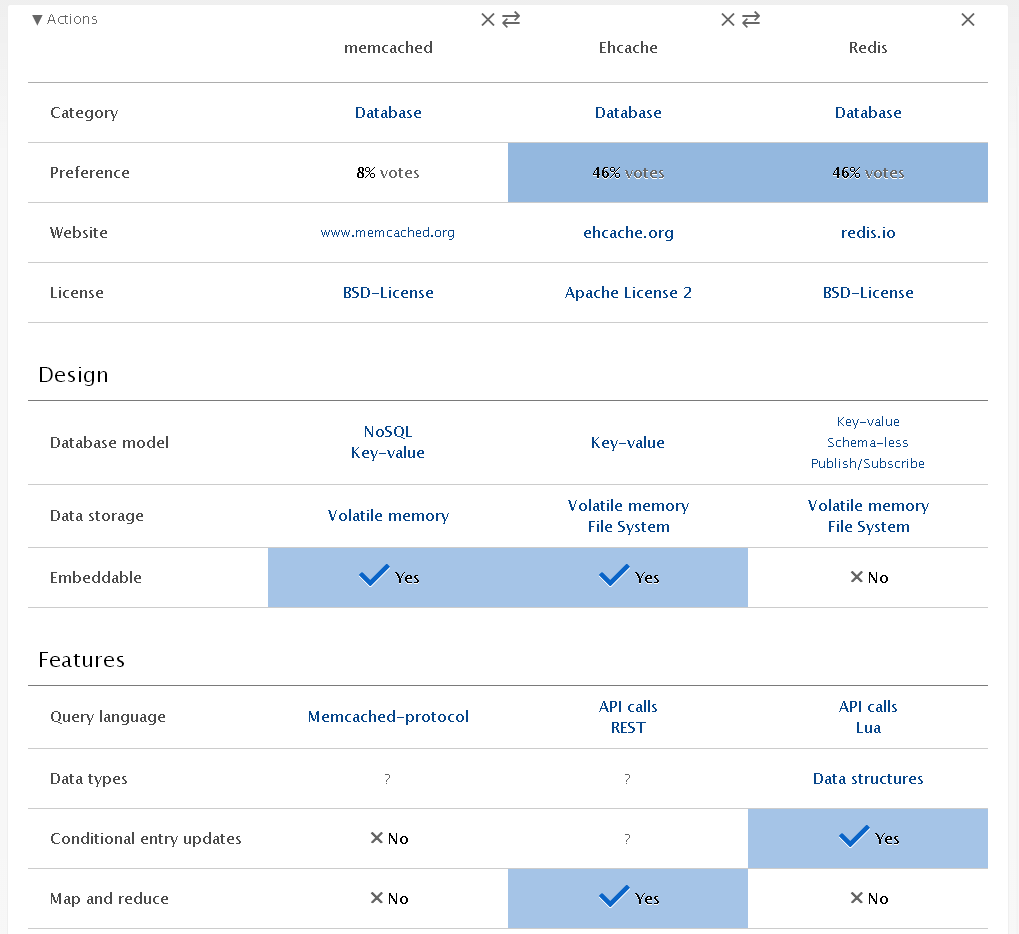 ▼ Actions
memcached Ehcache Redis
Category Database Database Database
Preference 8% votes 46% votes 46% votes
Website www.memcached.org ehcache.org redis.io
License BSD-License Apache License 2 BSD-License
Design
Database model NoSQL Key-value Key-value Key-value Schema-less Publish/Subscribe
Data storage Volatile memory Volatile memory File System Volatile memory File System
Embeddable Yes Yes No
Features
Query language Memcached-protocol API calls REST API calls Lua
Data types ? ? Data structures
Conditional entry updates No ? Yes
Map and reduce No Yes No